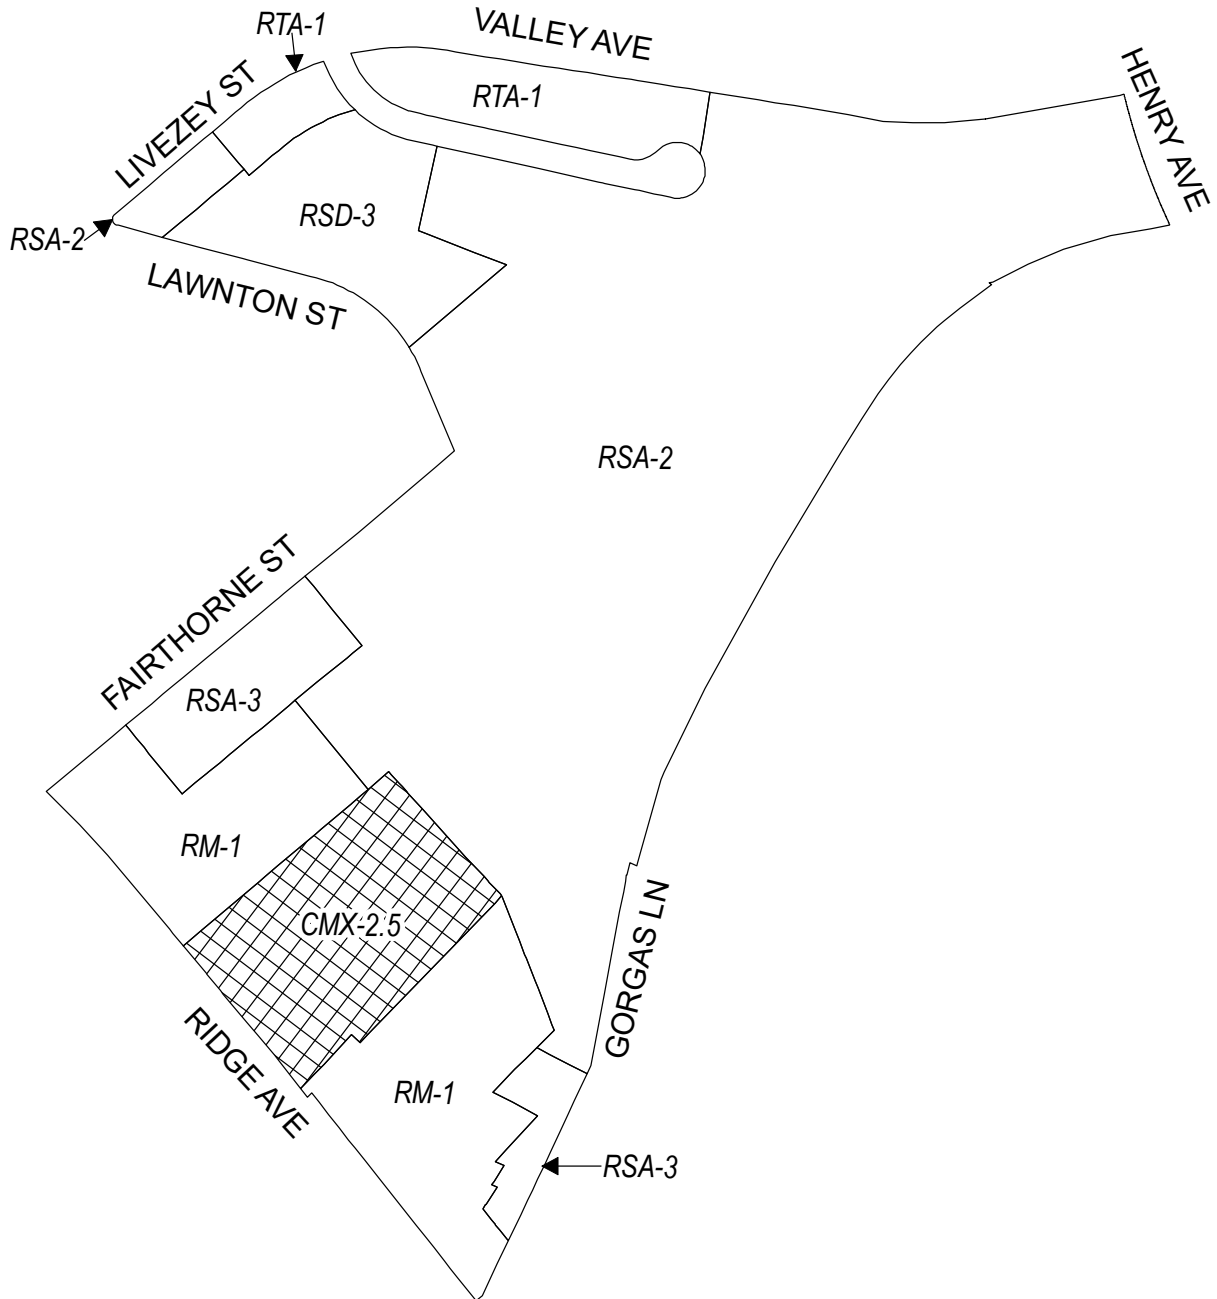 RTA-1
VALLEY AVE
HENRY AVE
LIVEZEY ST
RTA-1
RSD-3
RSA-2
LAWNTON ST
RSA-2
FAIRTHORNE ST
RSA-3
RM-1
CMX-2.5
GORGAS LN
RIDGE AVE
RM-1
RSA-3